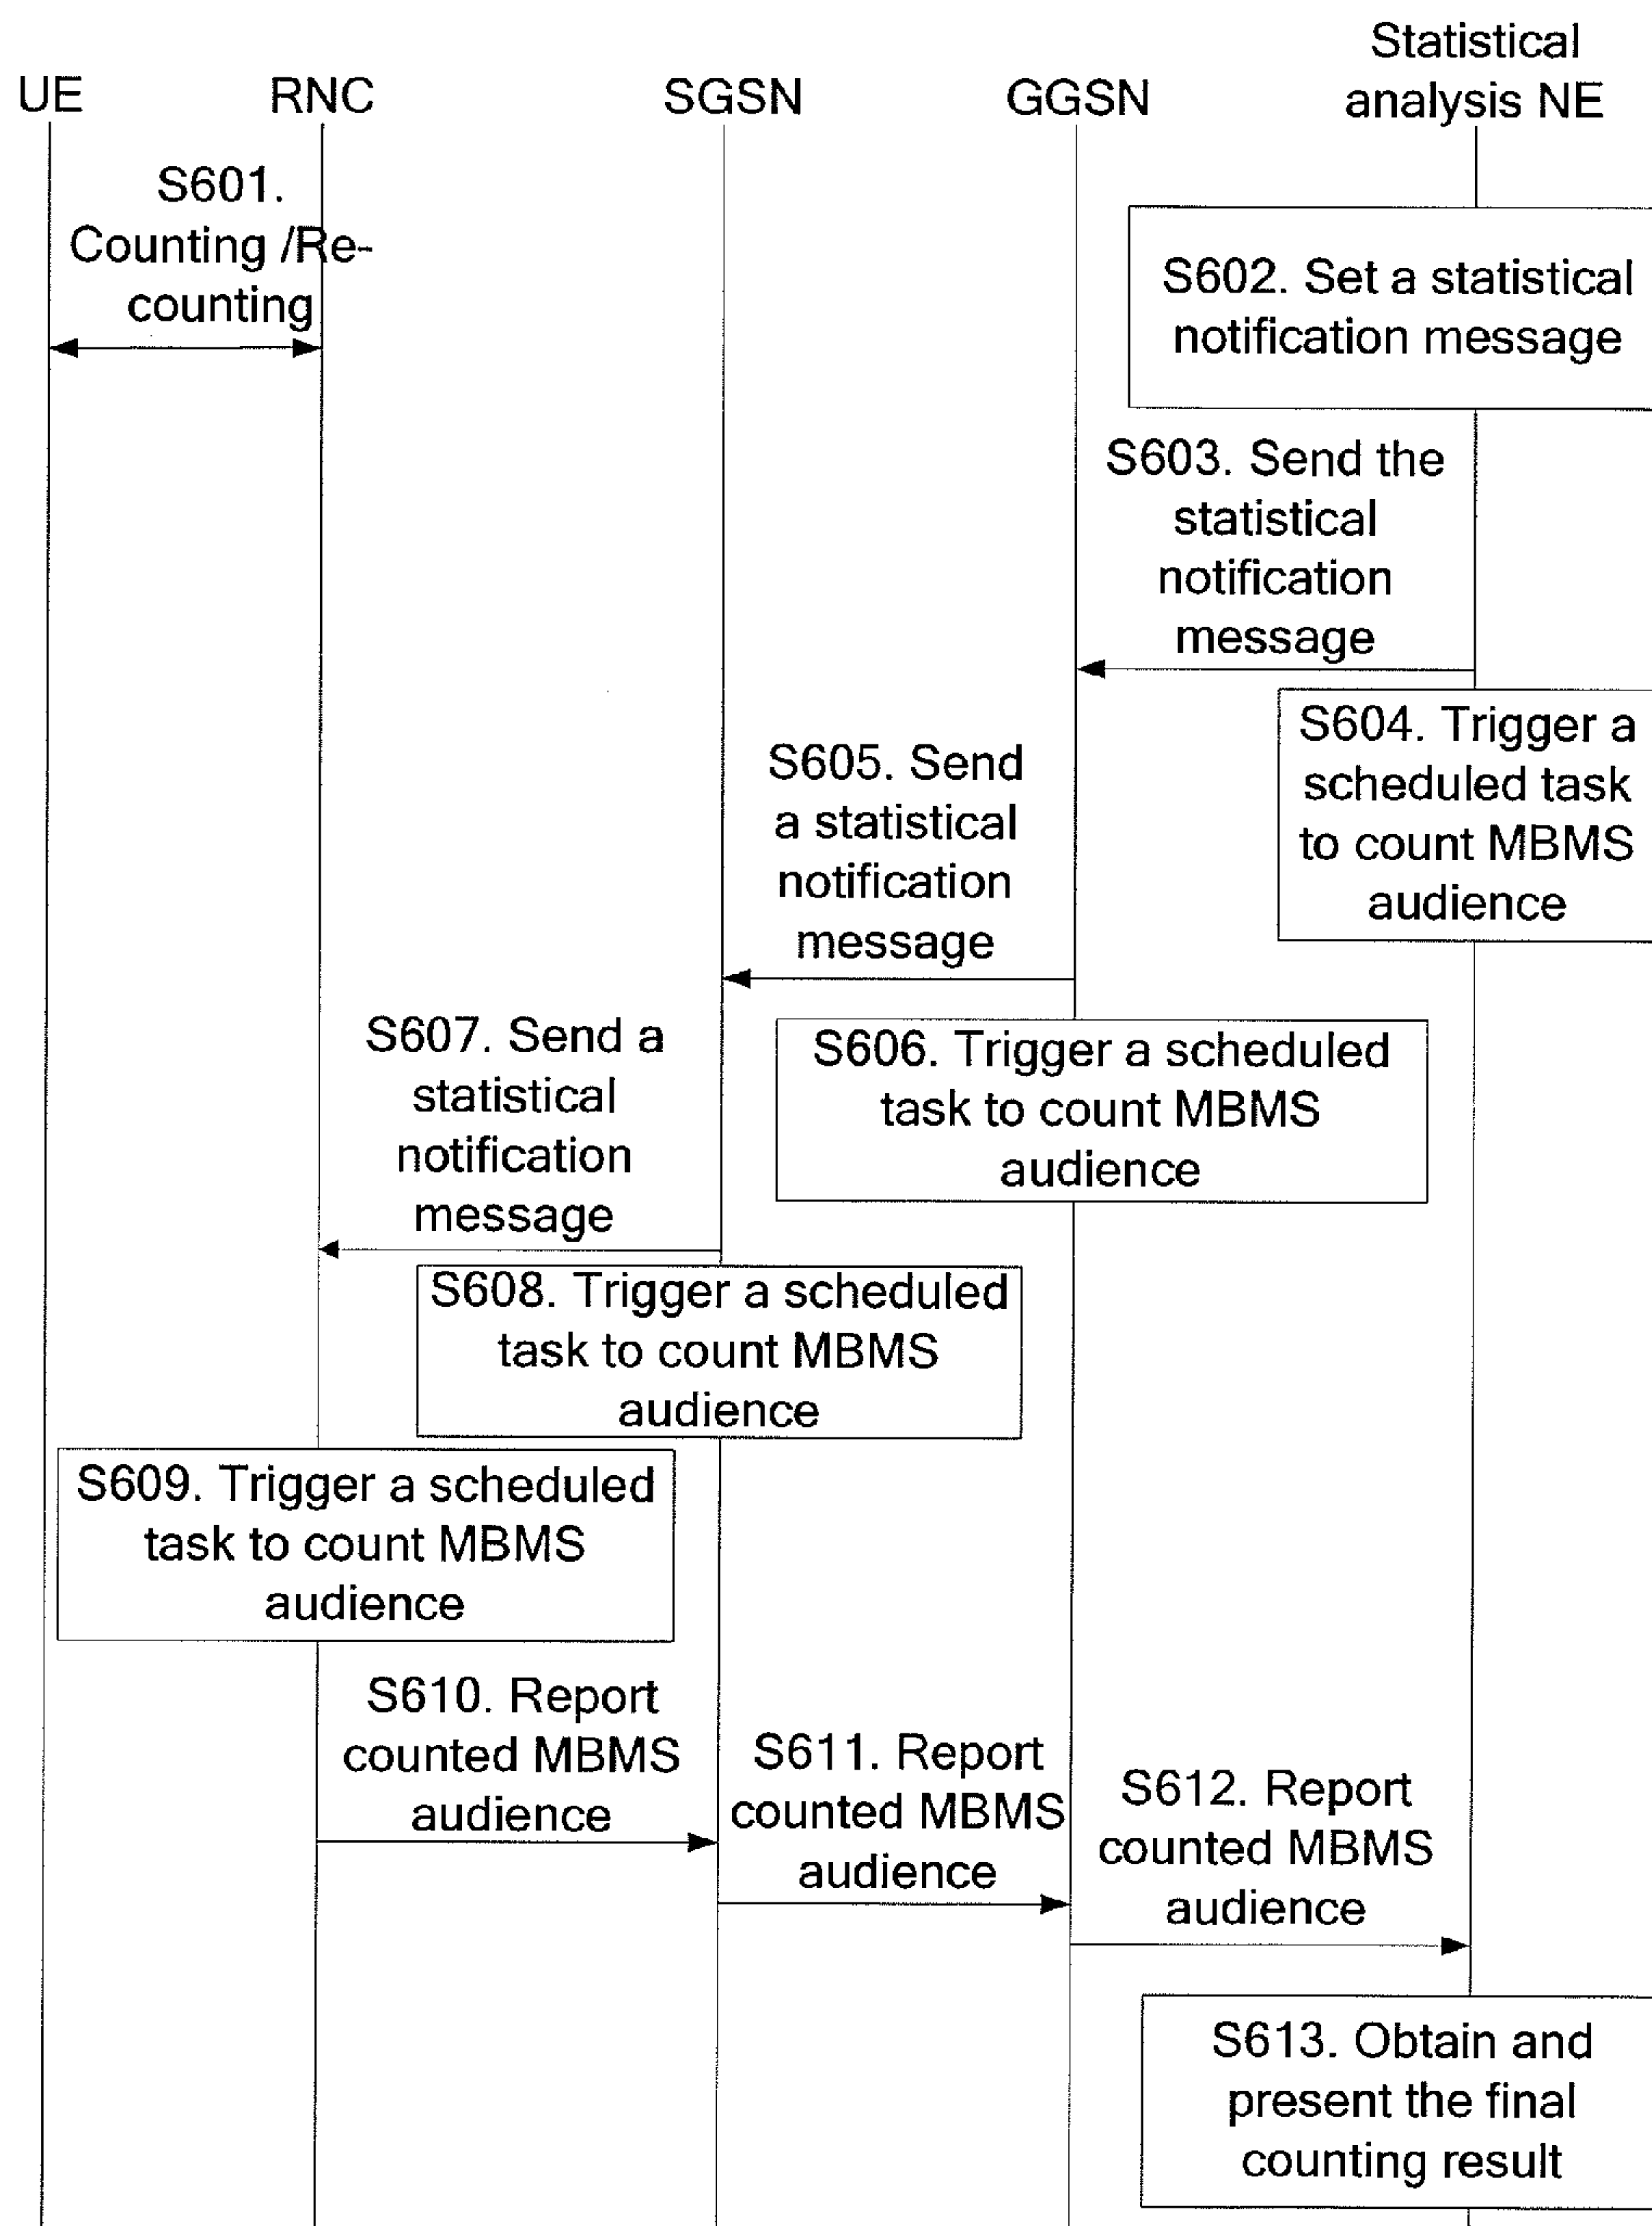 Statistical
analysis NE
UE
RNC
SGSN
GGSN
S601.
Counting /Re-
counting
S602. Set a statistical
notification message
S603. Send the
statistical
notification
message
S604. Trigger a
scheduled task
to count MBMS
audience
S605. Send
a statistical
notification
message
S606. Trigger a scheduled
task to count MBMS
audience
S607. Send a
statistical
notification
message
S608. Trigger a scheduled
task to count MBMS
audience
S609. Trigger a scheduled
task to count MBMS
audience
S610. Report
counted MBMS
audience
S611. Report
counted MBMS
audience
S612. Report
counted MBMS
audience
S613. Obtain and
present the final
counting result